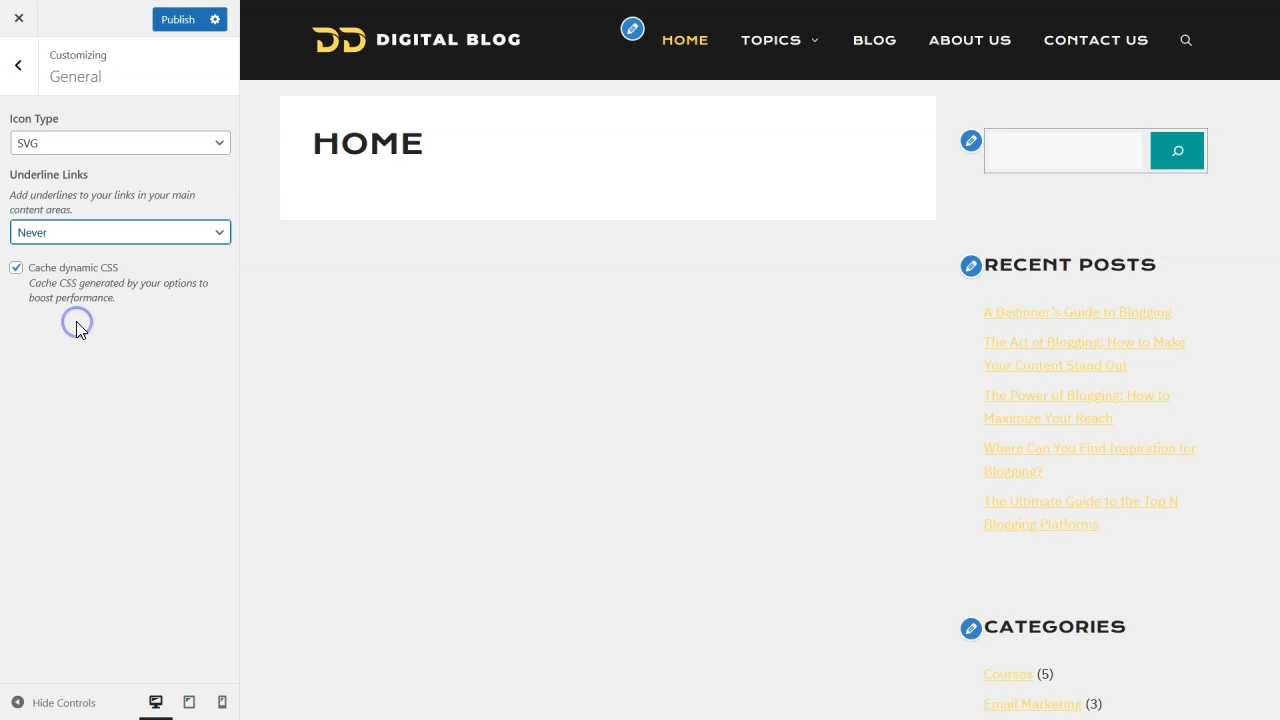 Publish
Customizing
General
Icon Type
SVG
Underline Links
Add underlines to your links in your main
content areas.
Never
Cache dynamic CSS
Cache CSS generated by your options to
boost performance.
Hide Controls
DIGITAL BLOG
HOME
TOPICS
BLOG
ABOUT US
CONTACT US
HOME
RECENT POSTS
A Beginner's Guide to Blogging
The Art of Blogging: How to Make
Your Content Stand Out
The Power of Blogging: How to
Maximize Your Reach
Where Can You Find Inspiration for
Blogging?
The Ultimate Guide to the Top N
Blogging Platforms
CATEGORIES
Courses (5)
Email Marketing (3)